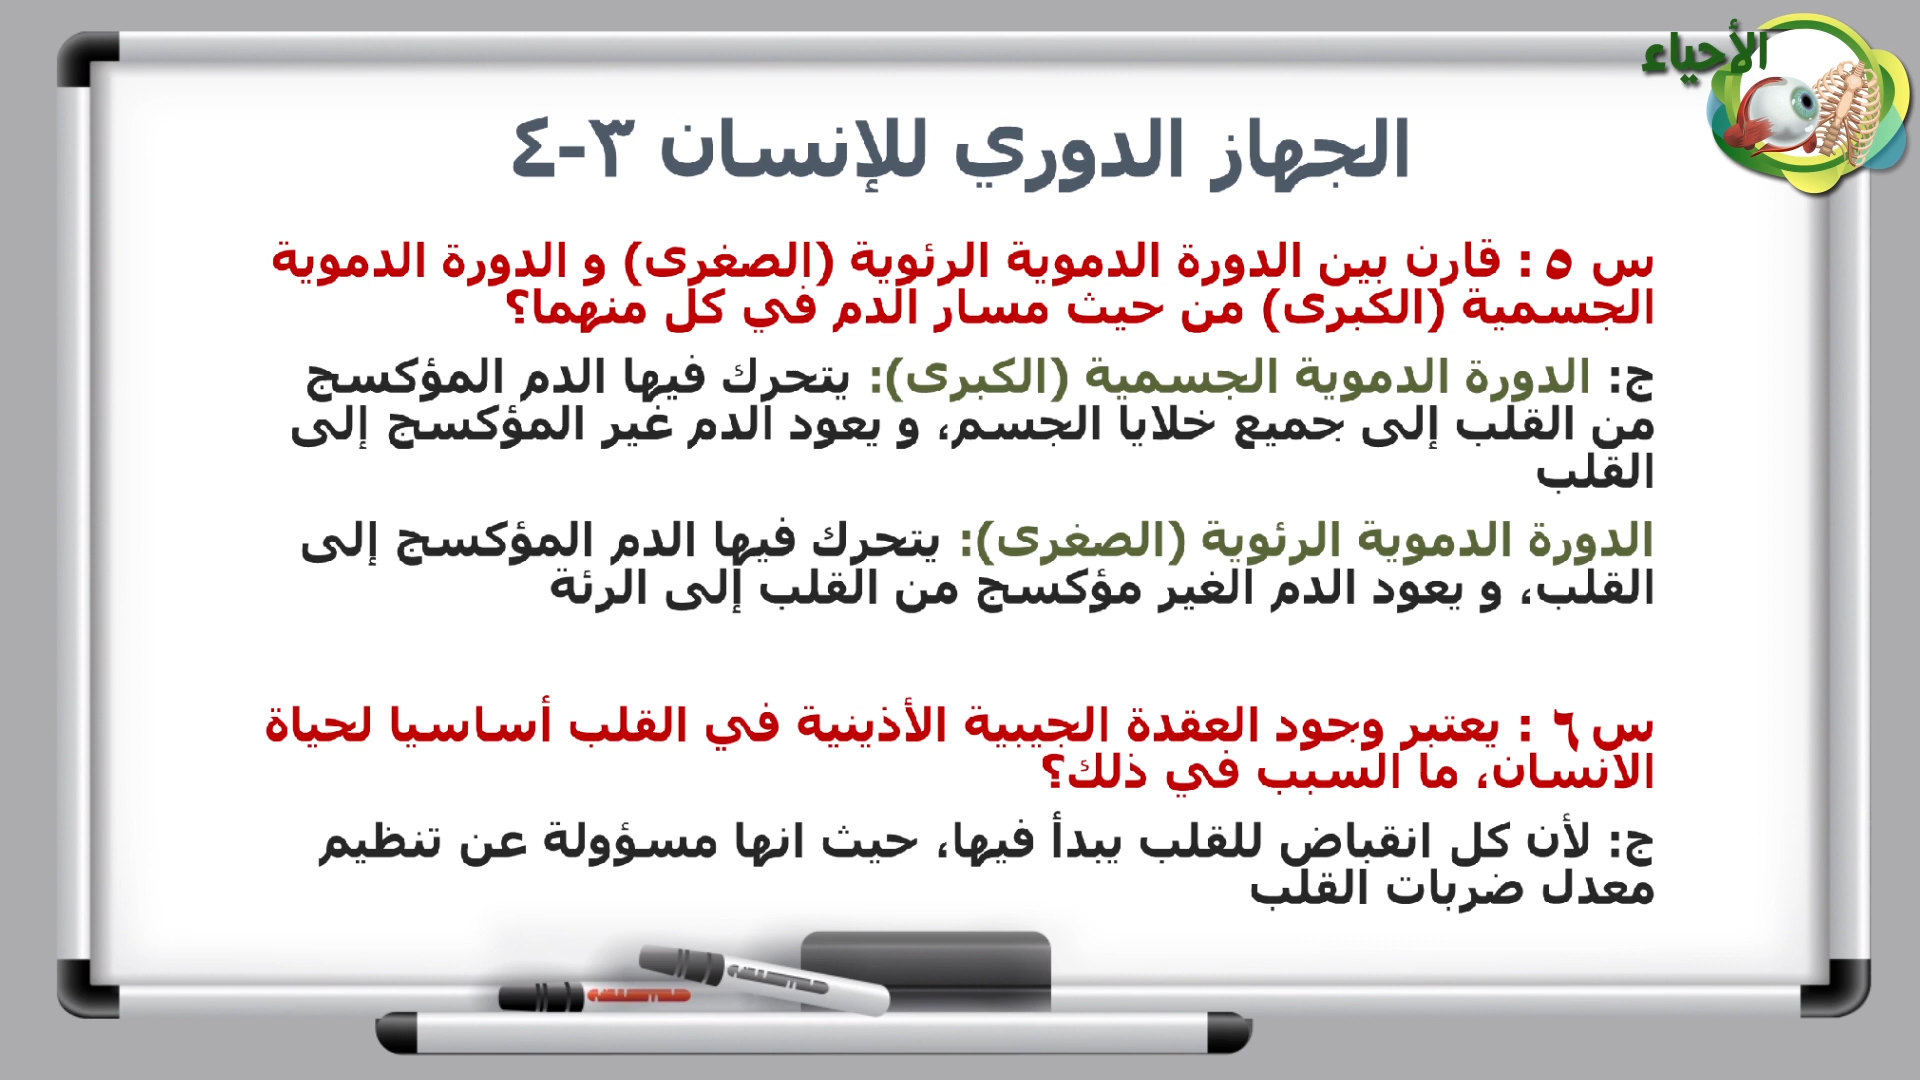 الأحياء
الجهاز الدوري للإنسان ٣-٤
س ٥ : قارن بين الدورة الدموية الرئوية (الصغرى) و الدورة الدموية
الجسمية (الكبرى) من حيث مسار الدم في كل منهما؟
ج: الدورة الدموية الجسمية (الكبرى): يتحرك فيها الدم المؤكسج
من القلب إلى جميع خلايا الجسم، و يعود الدم غير المؤكسج إلى
القلب
الدورة الدموية الرئوية (الصغرى): يتحرك فيها الدم المؤكسج إلى
القلب، و يعود الدم الغير مؤكسج من القلب إلى الرئة
س ٦ : يعتبر وجود العقدة الجيبية الأذينية في القلب أساسيا لحياة
الانسان، ما السبب في ذلك؟
ج: لأن كل انقباض للقلب يبدأ فيها، حيث انها مسؤولة عن تنظيم
معدل ضربات القلب